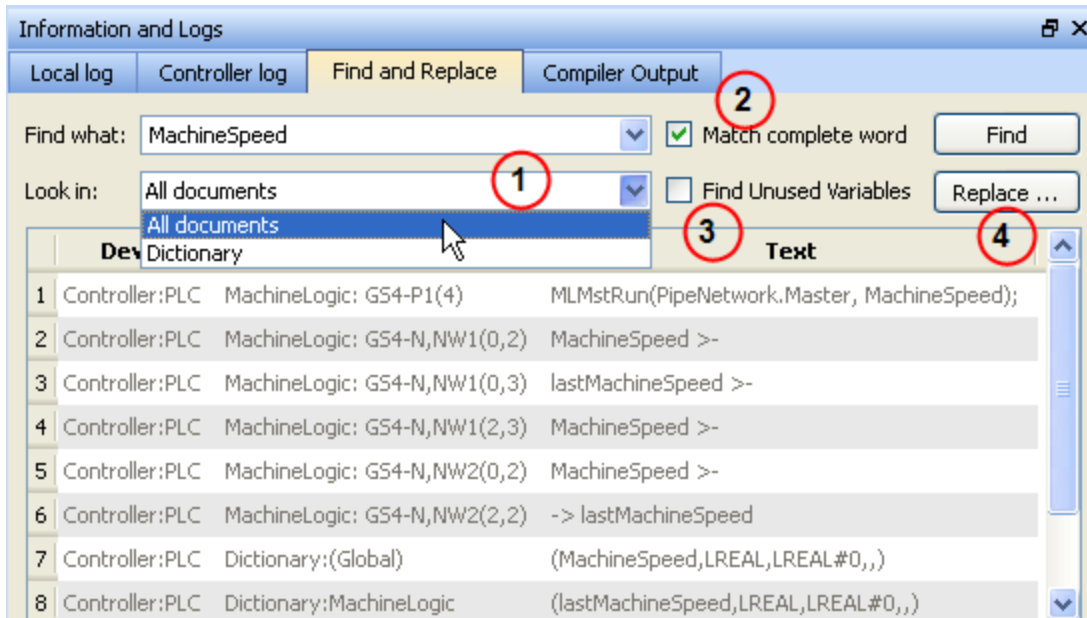 Information and Logs
Local log Controller log Find and Replace Compiler Output
2
Find what: MachineSpeed Match complete word Find
1
Look in: All documents Find Unused Variables Replace ...
All documents
3 4
Dev Text
Dictionary
1 Controller:PLC MachineLogic: GS4-P1(4) MLMstRun(PipeNetwork.Master, MachineSpeed);
2 Controller:PLC MachineLogic: GS4-N,NW1(0,2) MachineSpeed >-
3 Controller:PLC MachineLogic: GS4-N,NW1(0,3) lastMachineSpeed >-
4 Controller:PLC MachineLogic: GS4-N,NW1(2,3) MachineSpeed >-
5 Controller:PLC MachineLogic: GS4-N,NW2(0,2) MachineSpeed >-
6 Controller:PLC MachineLogic: GS4-N,NW2(2,2) -> lastMachineSpeed
7 Controller:PLC Dictionary:(Global) (MachineSpeed,LREAL,LREAL#0,,)
8 Controller:PLC Dictionary:MachineLogic (lastMachineSpeed,LREAL,LREAL#0,,)